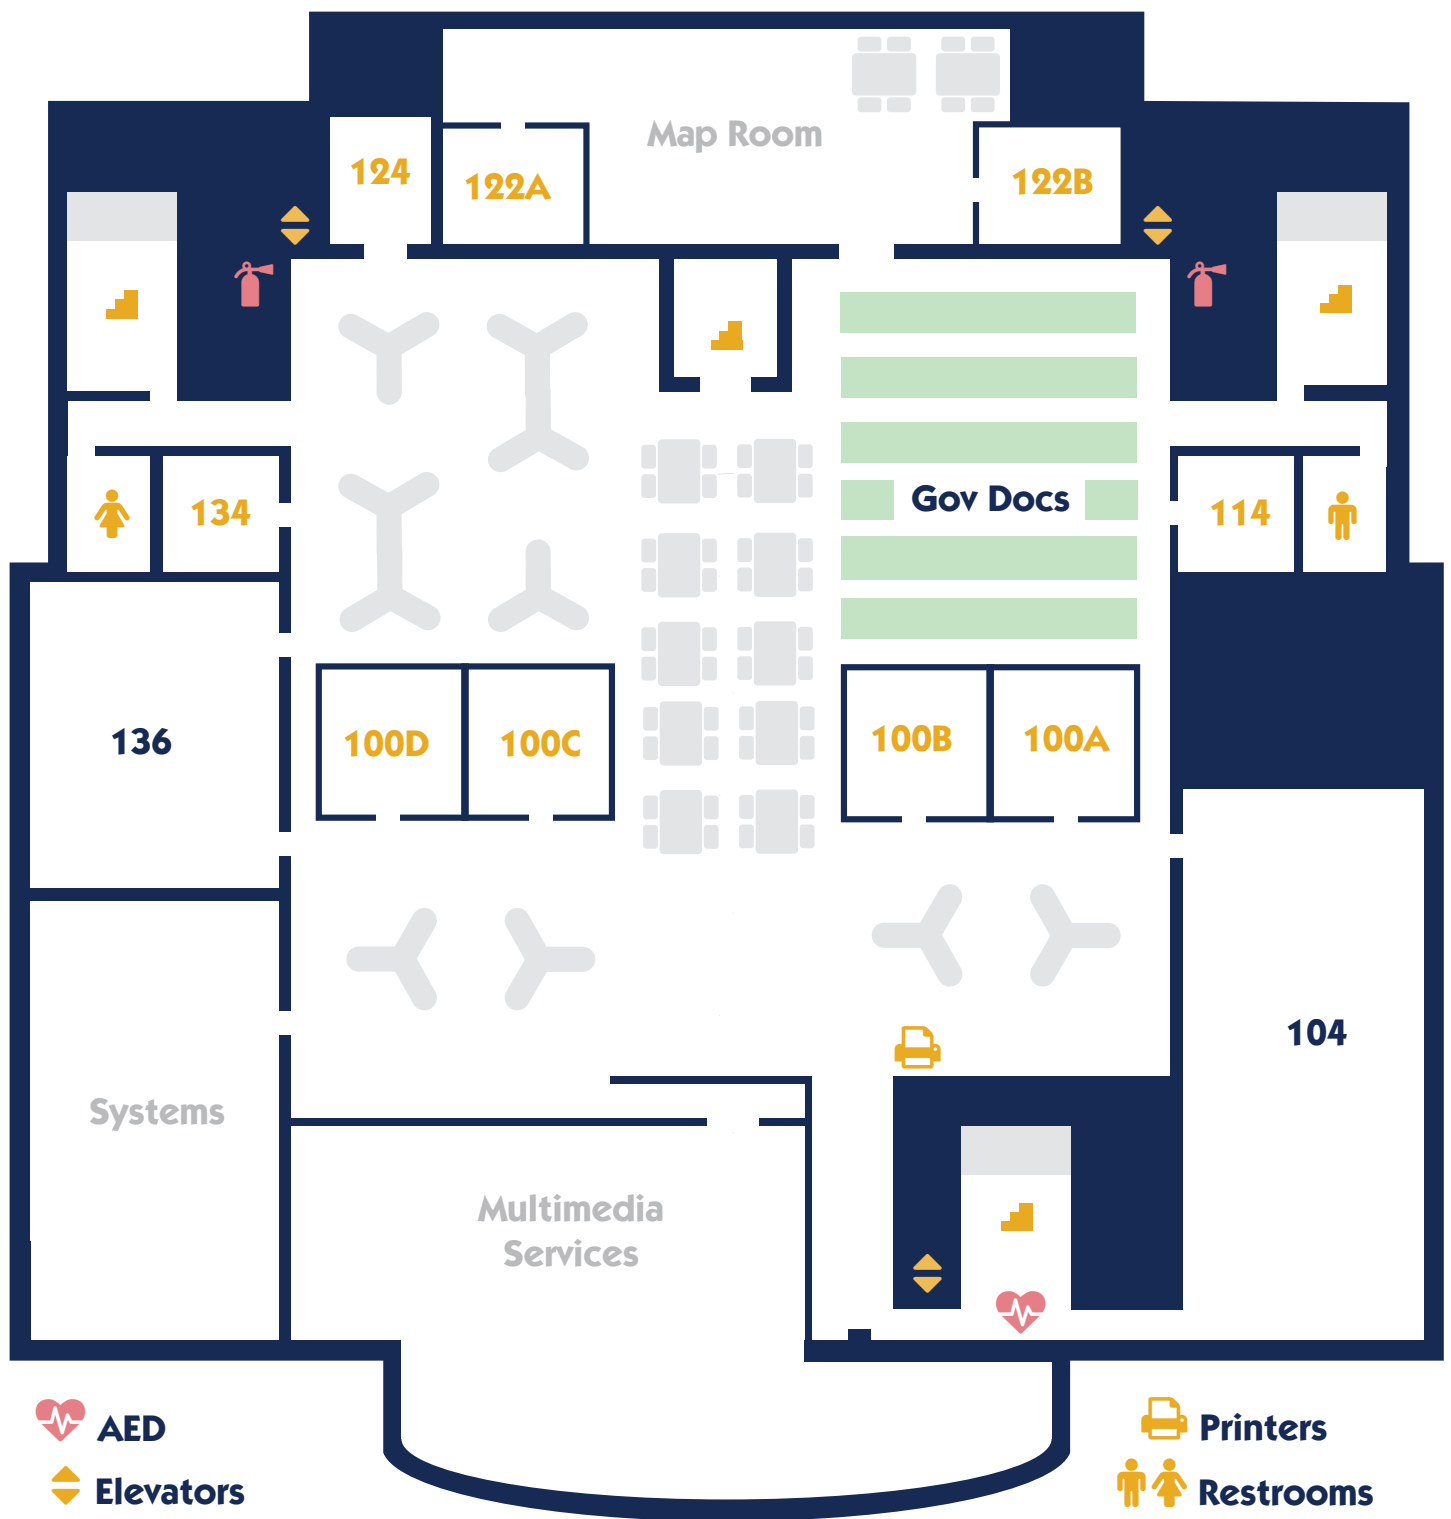 Map Room
124
122A
122B
Gov Docs
134
114
136
100D
100C
100B
100A
104
Systems
Multimedia
Services
AED
Printers
Elevators
Restrooms